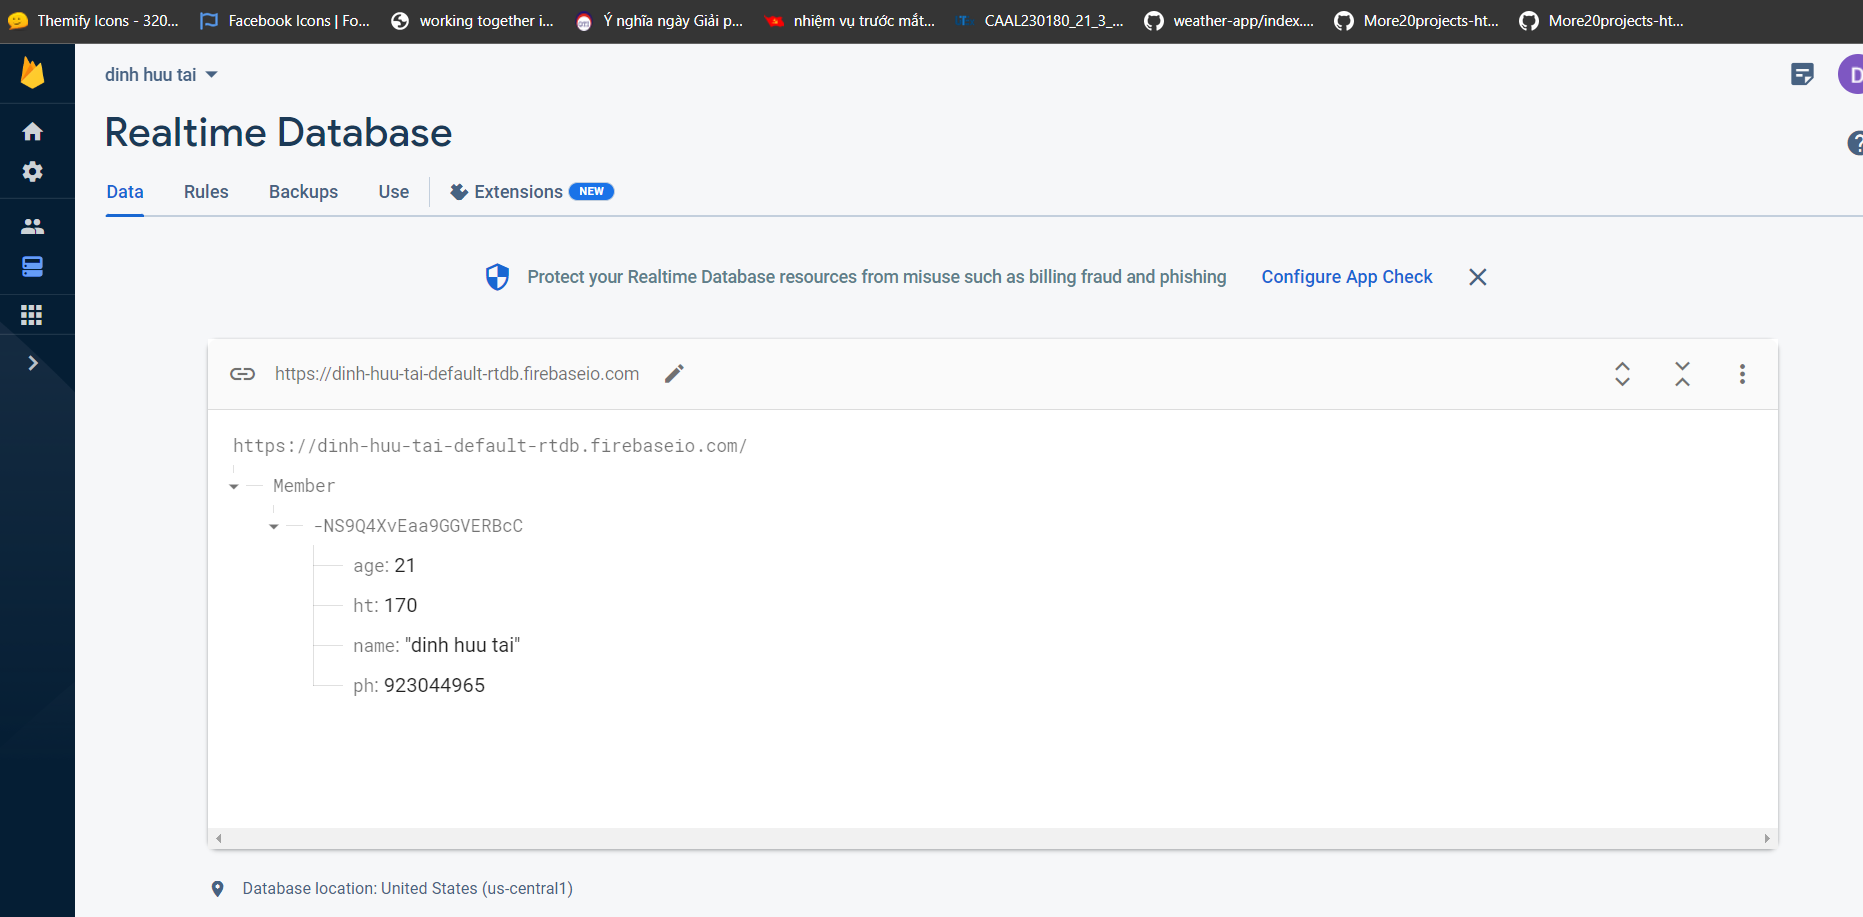 Themify Icons - 320...
Facebook Icons | Fo...
working together i...
Ý nghĩa ngày Giải p...
nhiệm vụ trước mắt...
CAAL230180_21_3_...
weather-app/index....
More20projects-ht...
More20projects-ht...
dinh huu tai
D
Realtime Database
?
Data Rules Backups Use Extensions NEW
Protect your Realtime Database resources from misuse such as billing fraud and phishing Configure App Check
https://dinh-huu-tai-default-rtdb.firebaseio.com
https://dinh-huu-tai-default-rtdb.firebaseio.com/
Member
-NS9Q4XvEaa9GGVERBcC
age: 21
ht: 170
name: "dinh huu tai"
ph: 923044965
Database location: United States (us-central1)